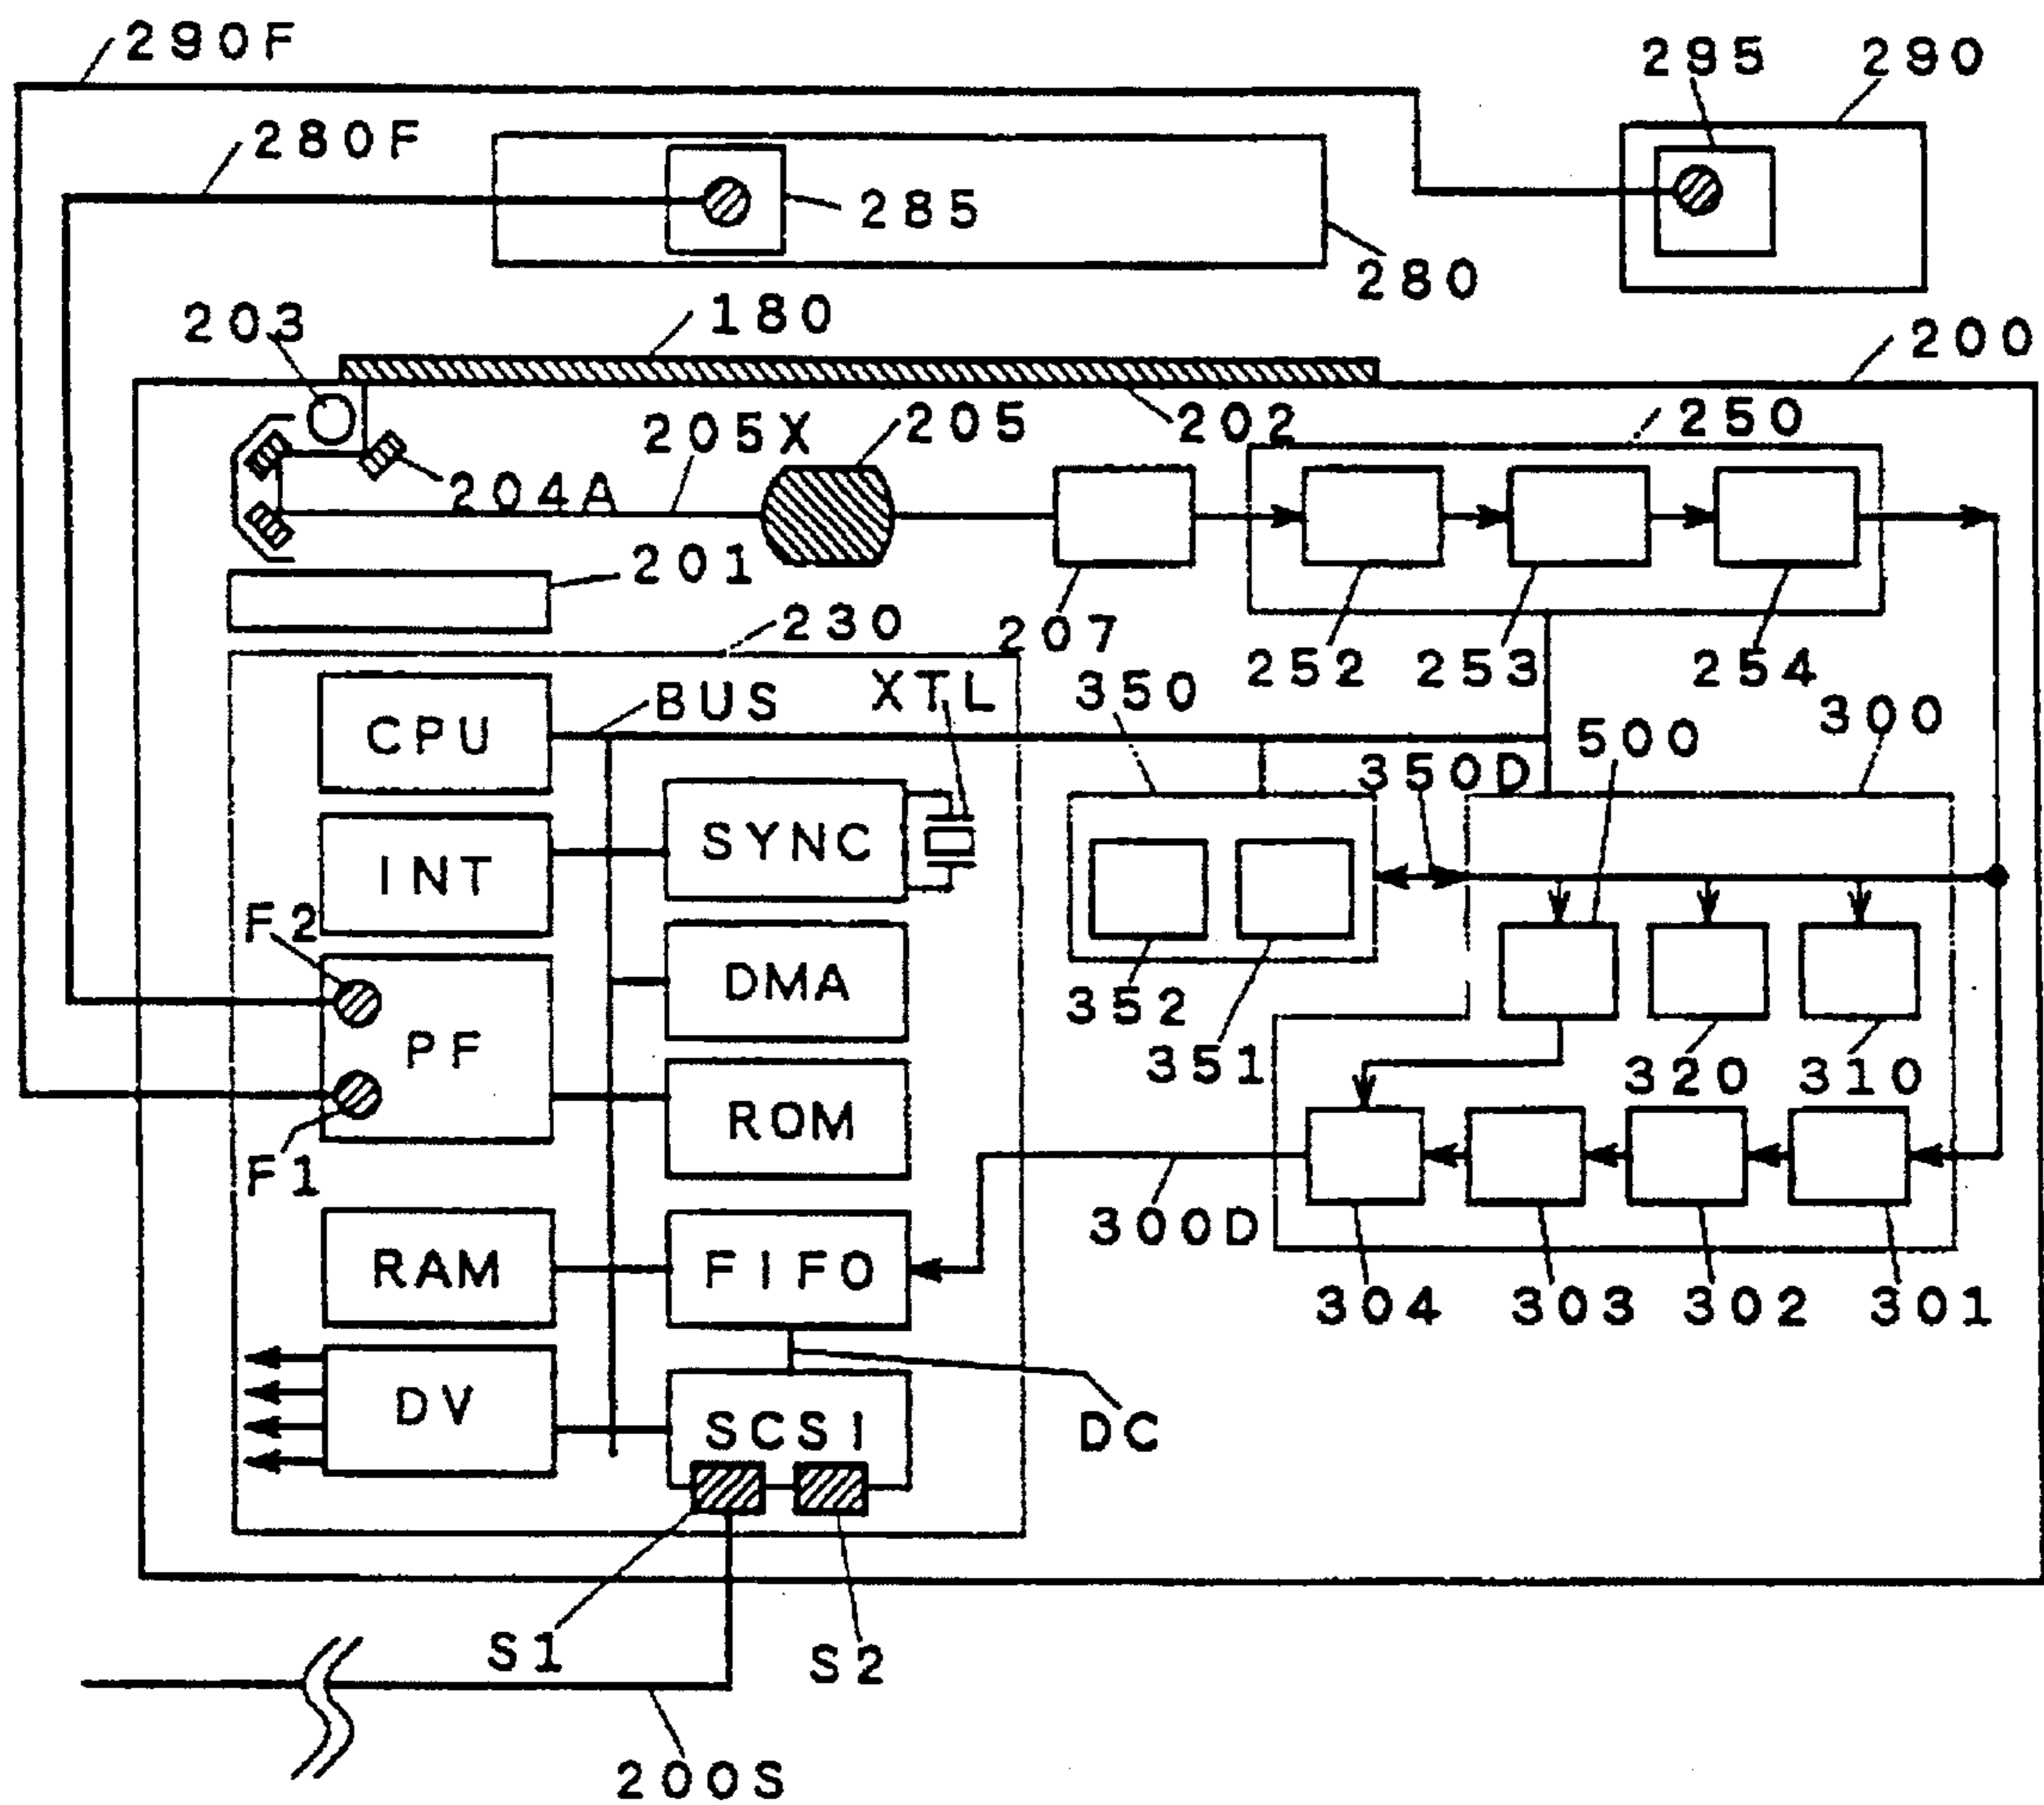 290F
295
290
280F
285
280
203
180
200
205X
205
202
250
204A
201
230
207
252
253
254
CPU
BUS
XTL
350
300
500
350D
INT
SYNC
F2
DMA
352
PF
351
320
310
ROM
F1
300D
RAM
FIFO
304
303
302
301
DV
SCSI
DC
S1
S2
200S